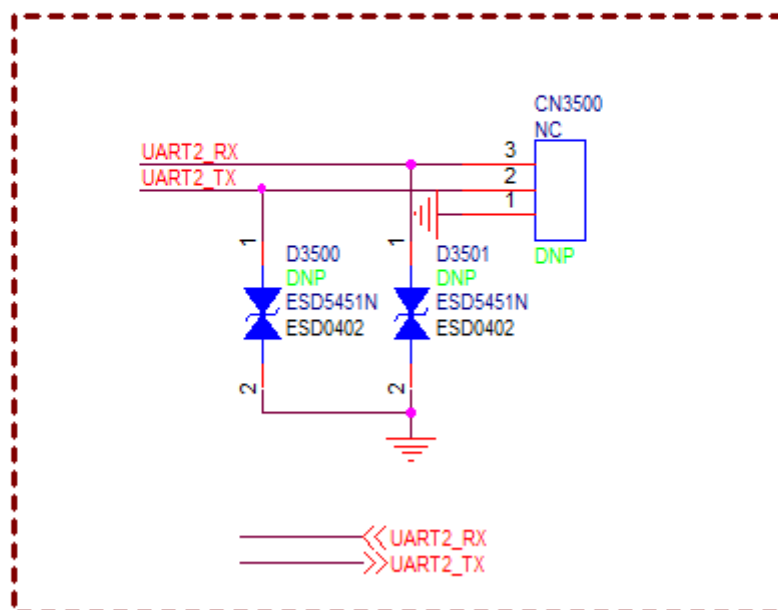 CN3500
NC
UART2_RX
3
UART2_TX
2
1
1
D3500
DNP
ESD5451N
ESD0402
2
1
D3501
DNP
ESD5451N
ESD0402
2
DNP
UART2_RX
UART2_TX